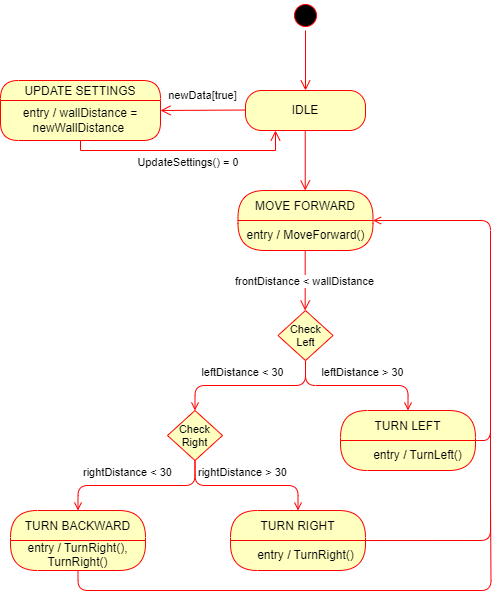 UPDATE SETTINGS
entry / wallDistance =
newWallDistance
newData[true]
IDLE
UpdateSettings() = 0
MOVE FORWARD
entry / MoveForward()
frontDistance < wallDistance
Check
Left
leftDistance < 30
leftDistance > 30
Check
Right
TURN LEFT
entry / TurnLeft()
rightDistance < 30
rightDistance > 30
TURN BACKWARD
entry / TurnRight(),
TurnRight()
TURN RIGHT
entry / TurnRight()